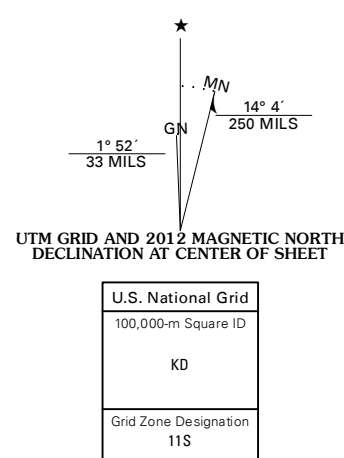 ★
MN
14° 4´
250 MILS
GN
1° 52´
33 MILS
UTM GRID AND 2012 MAGNETIC NORTH
DECLINATION AT CENTER OF SHEET
U.S. National Grid
100,000-m Square ID
KD
Grid Zone Designation
11S